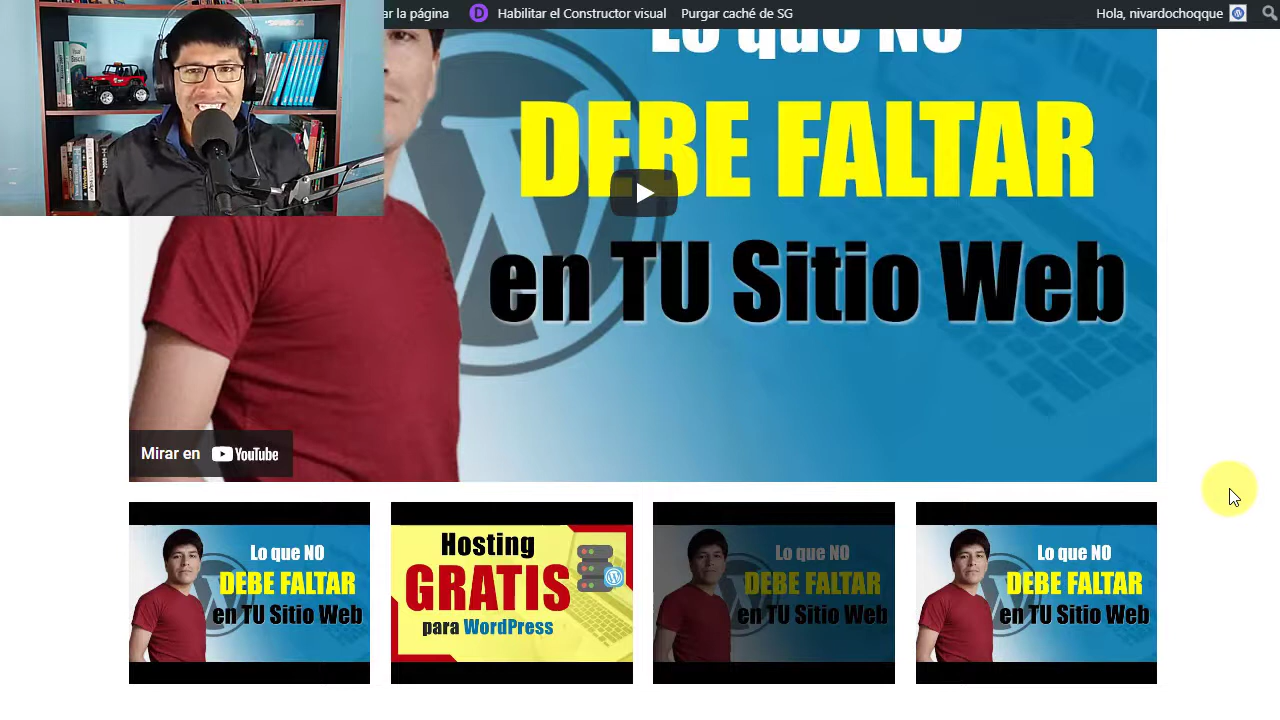 ar la página
D Habilitar el Constructor visual
Purgar caché de SG
Hola, nivardochoqque
Lo que NO
DEBE FALTAR
en TU Sitio Web
Mirar en YouTube
Lo que NO
DEBE FALTAR
en TU Sitio Web
Hosting
GRATIS
para WordPress
Lo que NO
DEBE FALTAR
en TU Sitio Web
Lo que NO
DEBE FALTAR
en TU Sitio Web